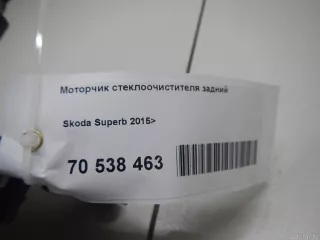 Моторчик стеклоочистителя задний
Skoda Superb 2015>
70 538 463